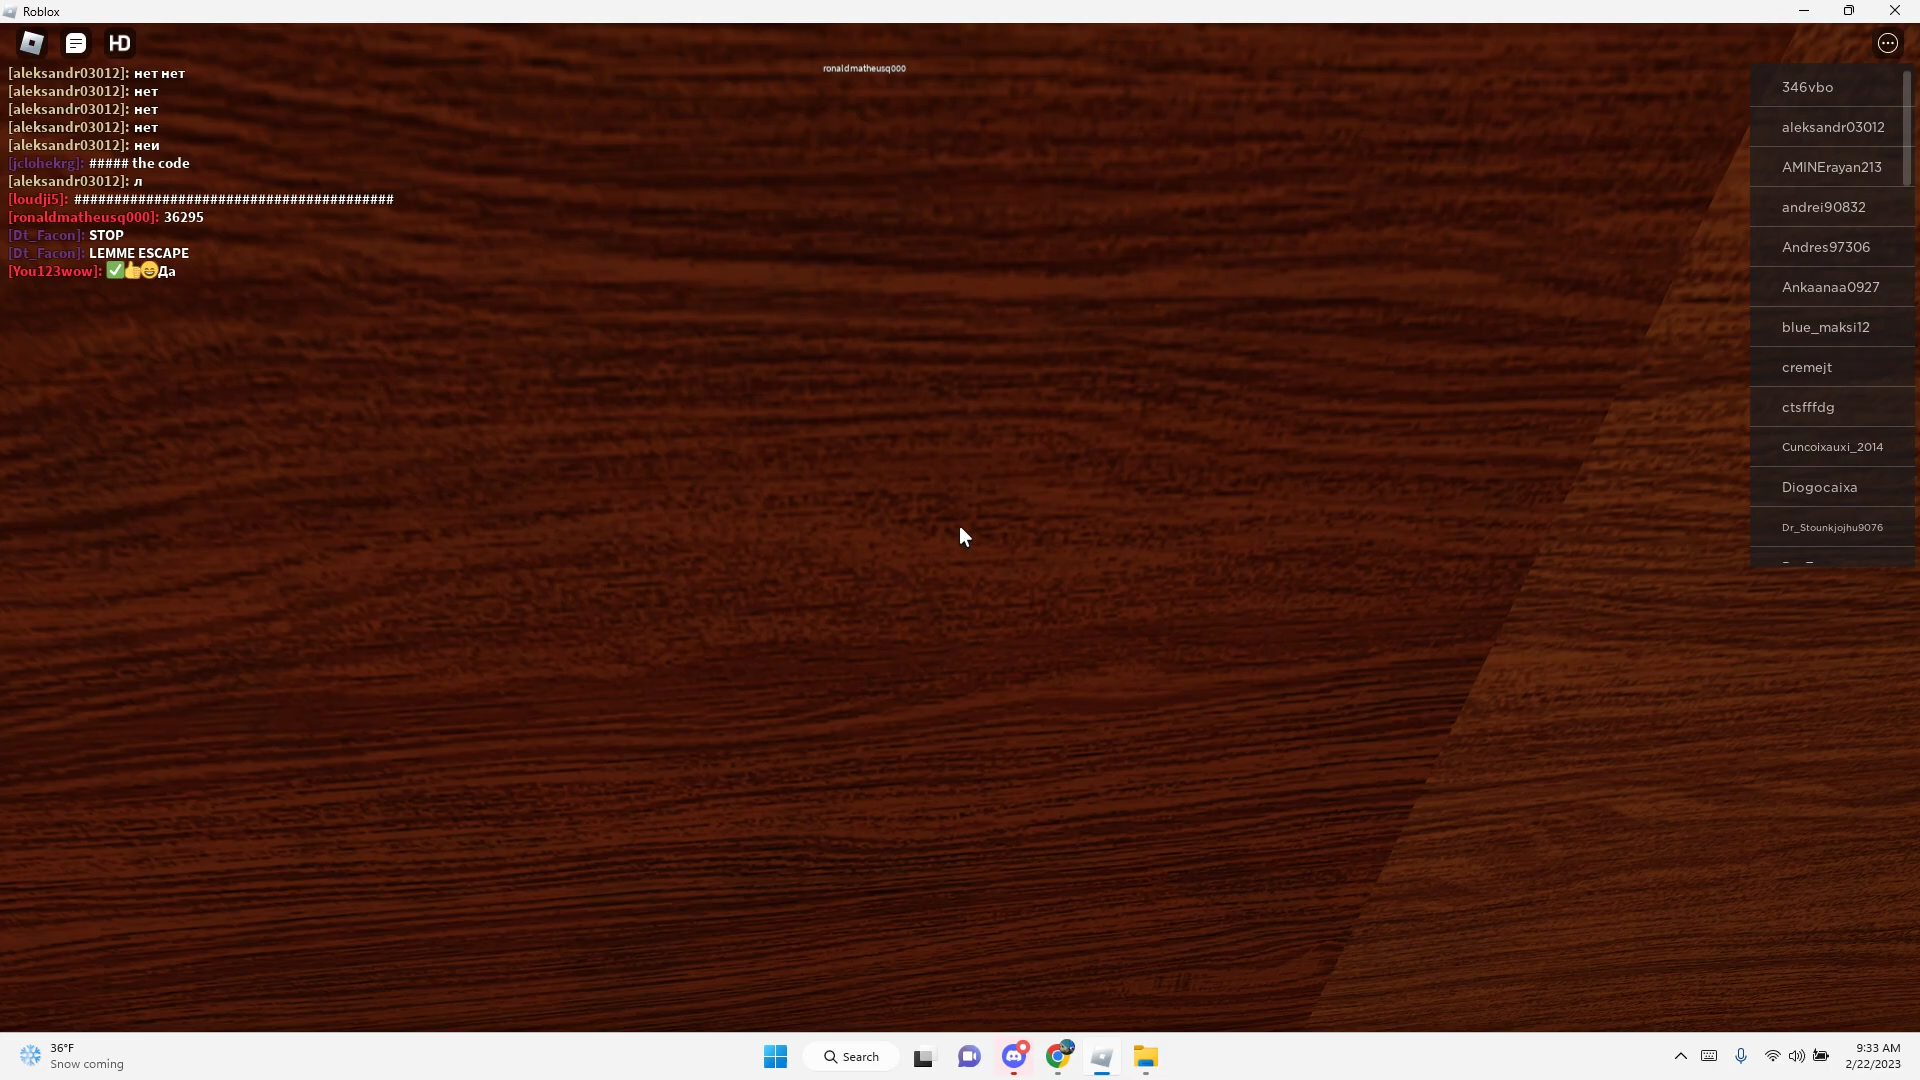 Roblox
HD
[aleksandr03012]: нет нет
[aleksandr03012]: нет
[aleksandr03012]: нет
[aleksandr03012]: нет
[aleksandr03012]: неи
[jclohekrg]: ##### the code
[aleksandr03012]: л
[loudji5]: ########################################
[ronaldmatheusq000]: 36295
[Dt_Facon]: STOP
[Dt_Facon]: LEMME ESCAPE
[You123wow]: ✅👍😄Да
ronaldmatheusq000
346vbo
aleksandr03012
AMINErayan213
andrei90832
Andres97306
Ankaanaa0927
blue_maksi12
cremejt
ctsfffdg
Cuncoixauxi_2014
Diogocaixa
Dr_Stounkjojhu9076
36°F
Snow coming
Search
9:33 AM
2/22/2023